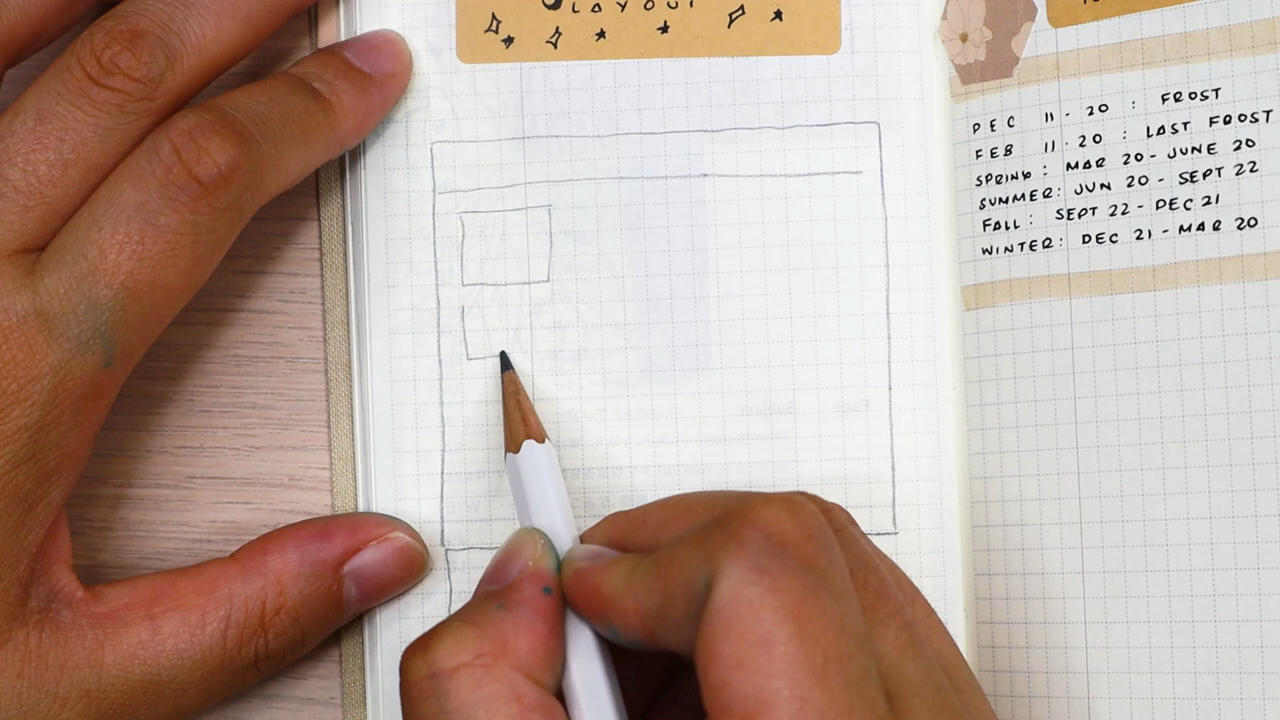 LAYOUT
DEC 11 - 20 : FROST
FEB 11 - 20 : LAST FROST
SPRING : MAR 20 - JUNE 20
SUMMER : JUN 20 - SEPT 22
FALL : SEPT 22 - DEC 21
WINTER : DEC 21 - MAR 20